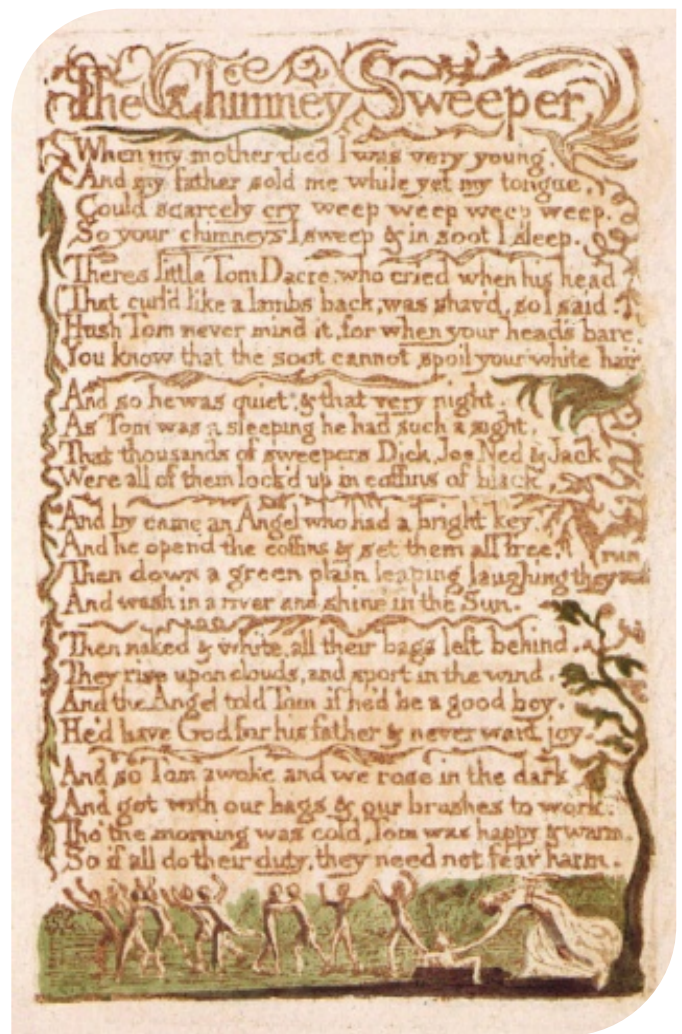 The Chimney Sweeper
When my mother died I was very young,
And my father sold me while yet my tongue,
Could scarcely cry weep weep weep weep.
So your chimneys I sweep & in soot I sleep.
Theres little Tom Dacre, who cried when his head
That curl'd like a lambs back, was shav'd, so I said.
Hush Tom never mind it, for when your head's bare,
You know that the soot cannot spoil your white hair
And so he was quiet, & that very night.
As Tom was a sleeping he had such a sight,
That thousands of sweepers Dick, Joe Ned & Jack
Were all of them lock'd up in coffins of black,
And by came an Angel who had a bright key,
And he open'd the coffins & set them all free.
Then down a green plain leaping laughing they run
And wash in a river and shine in the Sun.
Then naked & white, all their bags left behind.
They rise upon clouds, and sport in the wind.
And the Angel told Tom if he'd be a good boy,
He'd have God for his father & never want joy.
And so Tom awoke and we rose in the dark
And got with our bags & our brushes to work.
Tho' the morning was cold, Tom was happy & warm.
So if all do their duty, they need not fear harm.